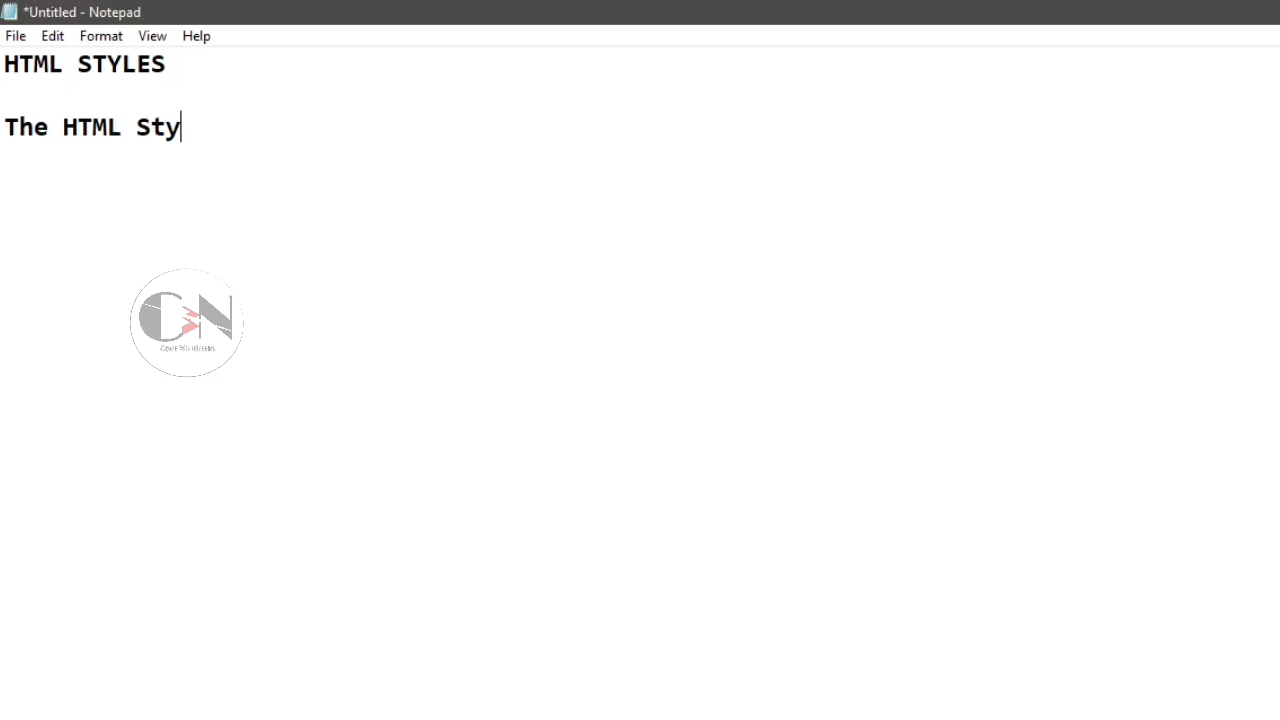 *Untitled - Notepad
File Edit Format View Help
HTML STYLES
The HTML Sty